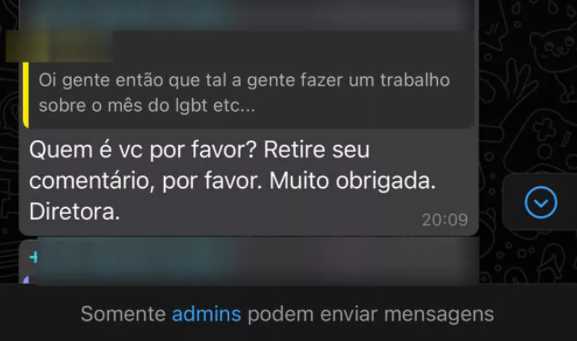 Oi gente então que tal a gente fazer um trabalho
sobre o mês do lgbt etc...
Quem é vc por favor? Retire seu
comentário, por favor. Muito obrigada.
Diretora.
20:09
Somente admins podem enviar mensagens